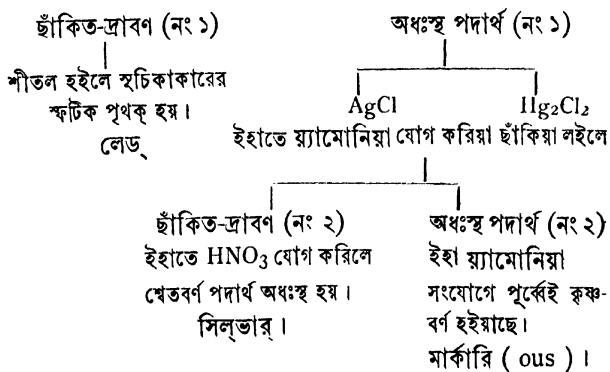 ছাঁকিত-দ্রাবণ (নং ১)
শীতল হইলে সূচিকাকারের
স্ফটিক পৃথক্ হয়।
লেড্
অধঃস্থ পদার্থ (নং ১)
AgCl Hg₂Cl₂
ইহাতে য়্যামোনিয়া যোগ করিয়া ছাঁকিয়া লইলে
ছাঁকিত-দ্রাবণ (নং ২)
ইহাতে HNO₃ যোগ করিলে
শ্বেতবর্ণ পদার্থ অধঃস্থ হয়।
সিল্ভার্।
অধঃস্থ পদার্থ (নং ২)
ইহা য়্যামোনিয়া
সংযোগে পূর্ব্বেই কৃষ্ণ-
বর্ণ হইয়াছে।
মার্কারি (ous)।